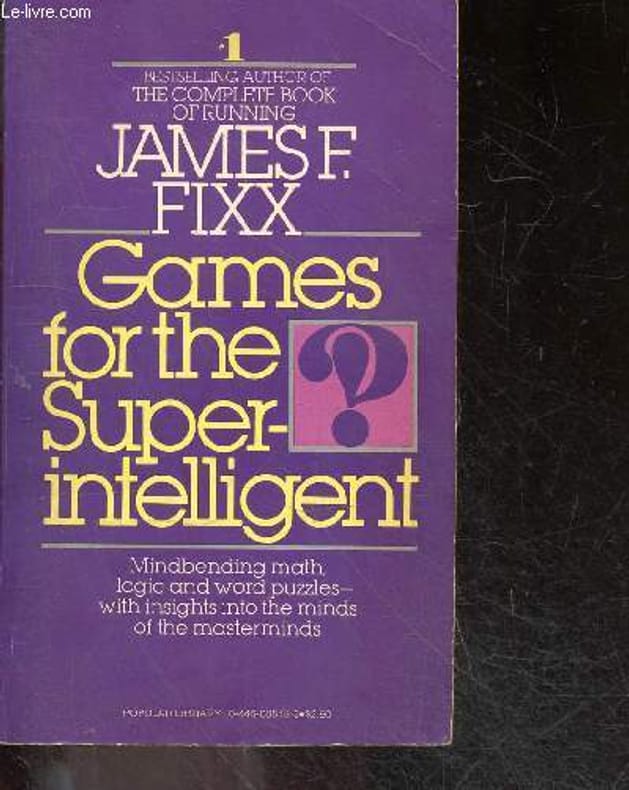 Le-livre.com
#1
BESTSELLING AUTHOR OF
THE COMPLETE BOOK
OF RUNNING
JAMES F.
FIXX
Games
for the
Super-
intelligent
?
Mindbending math,
logic and word puzzles—
with insights into the minds
of the masterminds
POPULAR LIBRARY